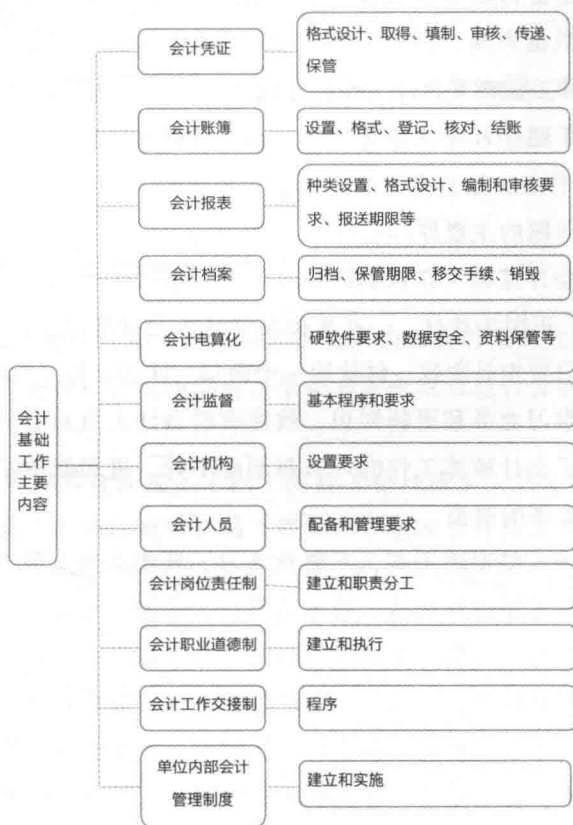 会计
基础
工作
主要
内容
会计凭证
格式设计、取得、填制、审核、传递、
保管
会计账簿
设置、格式、登记、核对、结账
会计报表
种类设置、格式设计、编制和审核要
求、报送期限等
会计档案
归档、保管期限、移交手续、销毁
会计电算化
硬软件要求、数据安全、资料保管等
会计监督
基本程序和要求
会计机构
设置要求
会计人员
配备和管理要求
会计岗位责任制
建立和职责分工
会计职业道德制
建立和执行
会计工作交接制
程序
单位内部会计
管理制度
建立和实施